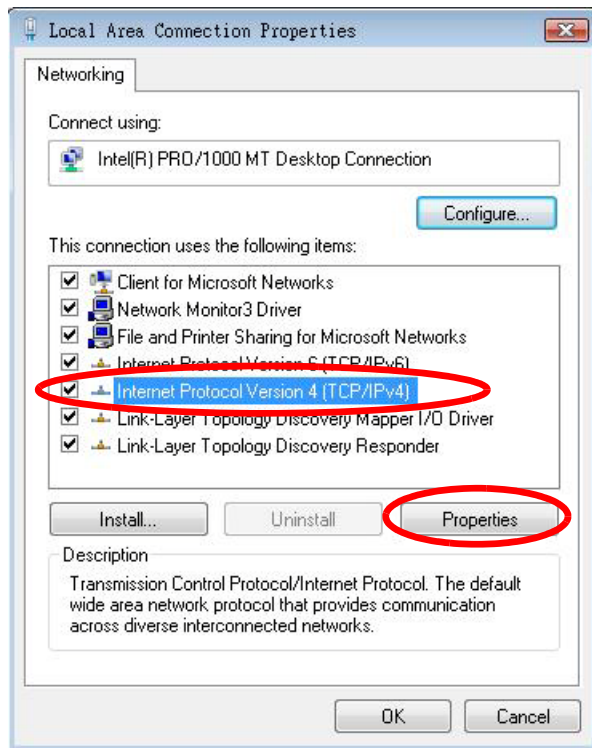 Local Area Connection Properties
Networking
Connect using:
Intel(R) PRO/1000 MT Desktop Connection
Configure...
This connection uses the following items:
Client for Microsoft Networks
Network Monitor3 Driver
File and Printer Sharing for Microsoft Networks
Internet Protocol Version 6 (TCP/IPv6)
Internet Protocol Version 4 (TCP/IPv4)
Link-Layer Topology Discovery Mapper I/O Driver
Link-Layer Topology Discovery Responder
Install... Uninstall Properties
Description
Transmission Control Protocol/Internet Protocol. The default
wide area network protocol that provides communication
across diverse interconnected networks.
OK Cancel